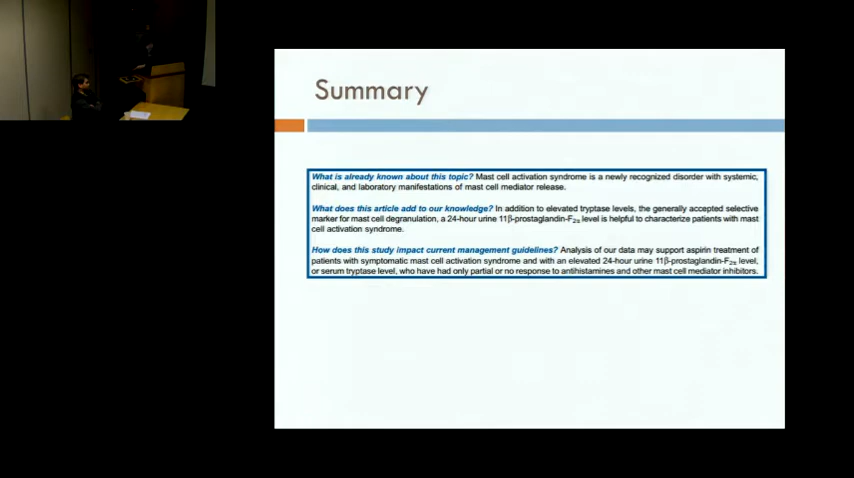 Summary
What is already known about this topic? Mast cell activation syndrome is a newly recognized disorder with systemic,
clinical, and laboratory manifestations of mast cell mediator release.
What does this article add to our knowledge? In addition to elevated tryptase levels, the generally accepted selective
marker for mast cell degranulation, a 24-hour urine 11β-prostaglandin-F2α level is helpful to characterize patients with mast
cell activation syndrome.
How does this study impact current management guidelines? Analysis of our data may support aspirin treatment of
patients with symptomatic mast cell activation syndrome and with an elevated 24-hour urine 11β-prostaglandin-F2α level,
or serum tryptase level, who have had only partial or no response to antihistamines and other mast cell mediator inhibitors.